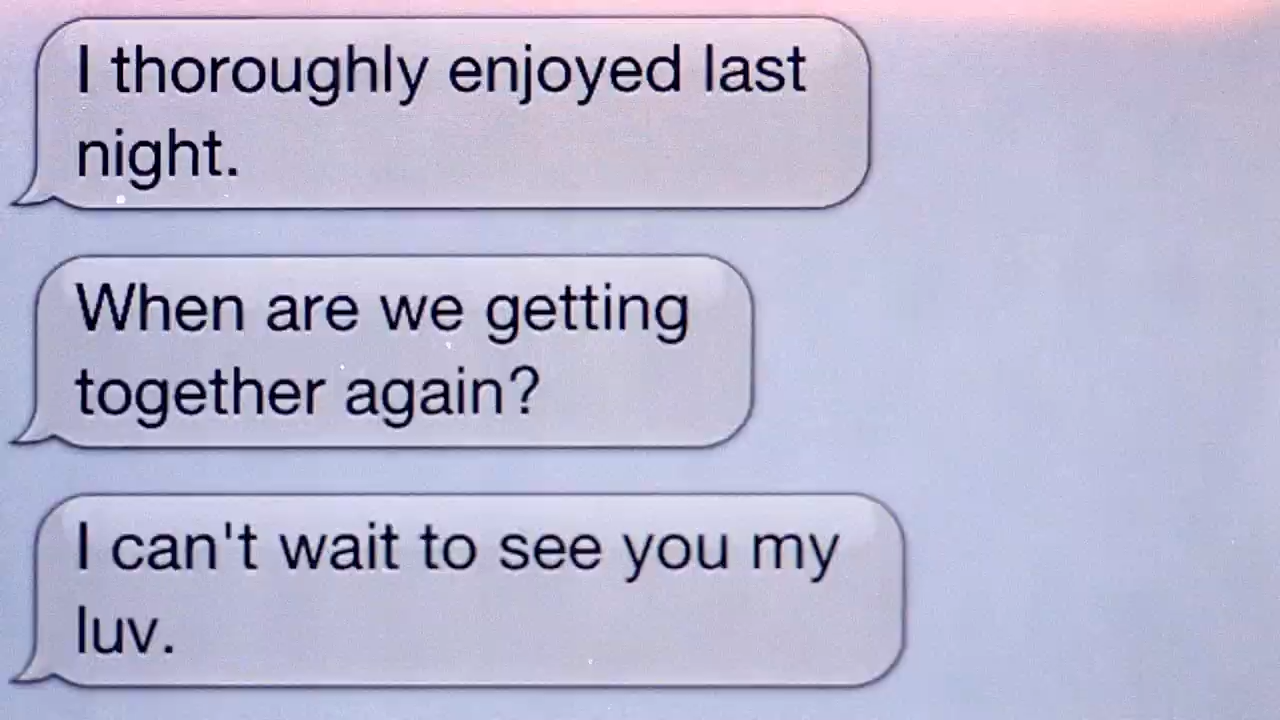 I thoroughly enjoyed last
night.
When are we getting
together again?
I can't wait to see you my
luv.